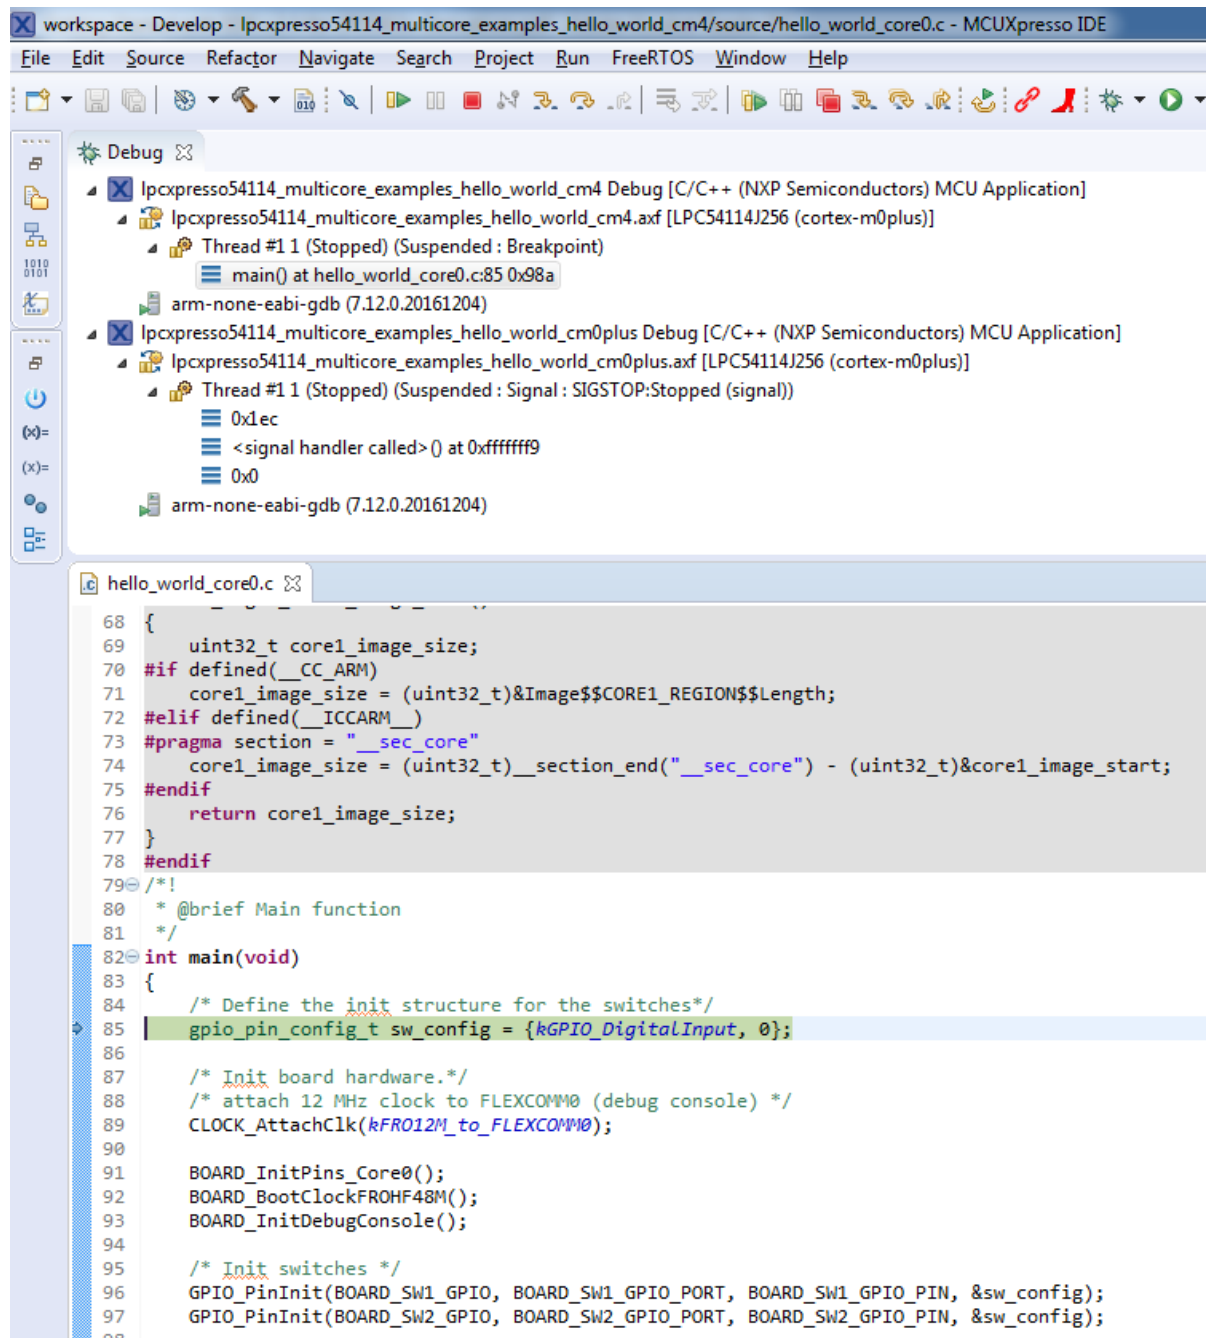 workspace - Develop - lpcxpresso54114_multicore_examples_hello_world_cm4/source/hello_world_core0.c - MCUXpresso IDE
File Edit Source Refactor Navigate Search Project Run FreeRTOS Window Help
Debug
lpcxpresso54114_multicore_examples_hello_world_cm4 Debug [C/C++ (NXP Semiconductors) MCU Application]
lpcxpresso54114_multicore_examples_hello_world_cm4.axf [LPC54114J256 (cortex-m0plus)]
Thread #1 1 (Stopped) (Suspended : Breakpoint)
main() at hello_world_core0.c:85 0x98a
arm-none-eabi-gdb (7.12.0.20161204)
lpcxpresso54114_multicore_examples_hello_world_cm0plus Debug [C/C++ (NXP Semiconductors) MCU Application]
lpcxpresso54114_multicore_examples_hello_world_cm0plus.axf [LPC54114J256 (cortex-m0plus)]
Thread #1 1 (Stopped) (Suspended : Signal : SIGSTOP:Stopped (signal))
0x1ec
<signal handler called>() at 0xfffffff9
0x0
arm-none-eabi-gdb (7.12.0.20161204)
hello_world_core0.c
68 {
69     uint32_t core1_image_size;
70 #if defined(__CC_ARM)
71     core1_image_size = (uint32_t)&Image$$CORE1_REGION$$Length;
72 #elif defined(__ICCARM__)
73 #pragma section = "__sec_core"
74     core1_image_size = (uint32_t)__section_end("__sec_core") - (uint32_t)&core1_image_start;
75 #endif
76     return core1_image_size;
77 }
78 #endif
79 /*!
80  * @brief Main function
81  */
82 int main(void)
83 {
84     /* Define the init structure for the switches*/
85     gpio_pin_config_t sw_config = {kGPIO_DigitalInput, 0};
86
87     /* Init board hardware.*/
88     /* attach 12 MHz clock to FLEXCOMM0 (debug console) */
89     CLOCK_AttachClk(kFRO12M_to_FLEXCOMM0);
90
91     BOARD_InitPins_Core0();
92     BOARD_BootClockFROHF48M();
93     BOARD_InitDebugConsole();
94
95     /* Init switches */
96     GPIO_PinInit(BOARD_SW1_GPIO, BOARD_SW1_GPIO_PORT, BOARD_SW1_GPIO_PIN, &sw_config);
97     GPIO_PinInit(BOARD_SW2_GPIO, BOARD_SW2_GPIO_PORT, BOARD_SW2_GPIO_PIN, &sw_config);